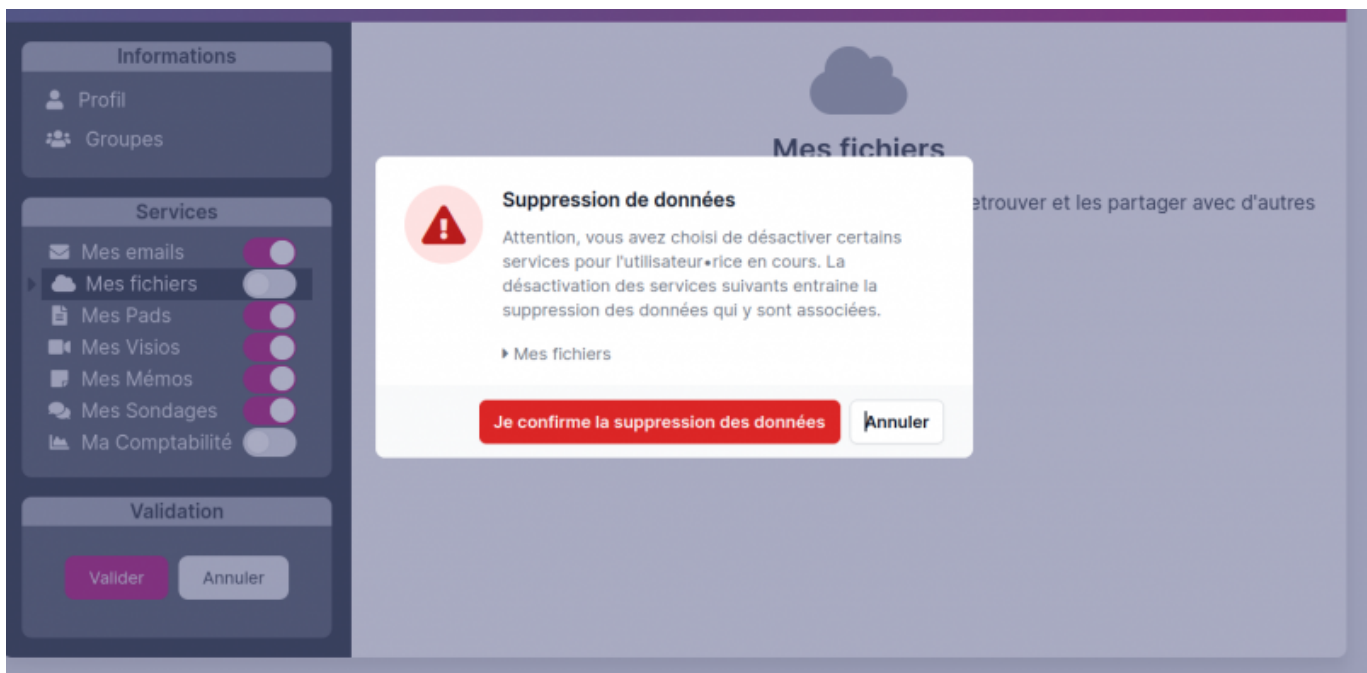 Informations
Profil
Groupes
Services
Mes emails
Mes fichiers
Mes Pads
Mes Visios
Mes Mémos
Mes Sondages
Ma Comptabilité
Validation
Valider
Annuler
Mes fichiers
etrouver et les partager avec d'autres
Suppression de données
Attention, vous avez choisi de désactiver certains
services pour l'utilisateur•rice en cours. La
désactivation des services suivants entraine la
suppression des données qui y sont associées.
Mes fichiers
Je confirme la suppression des données
Annuler